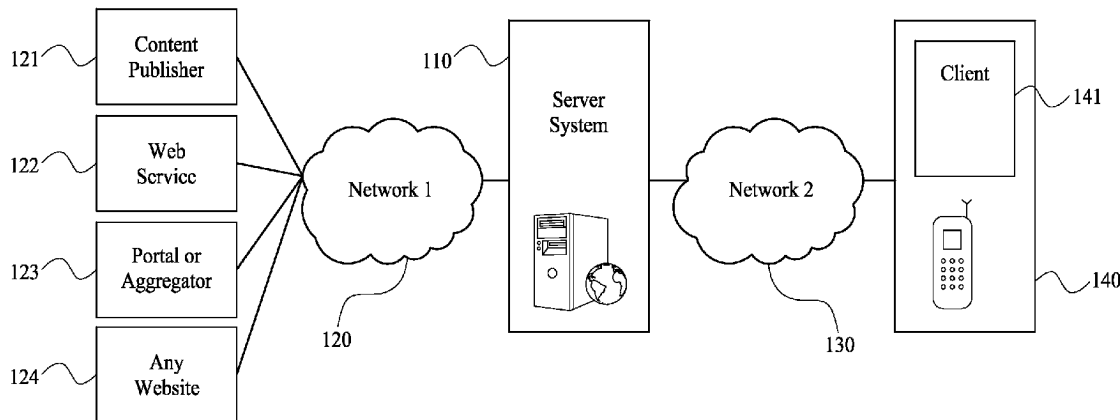 121
Content
Publisher
122
Web
Service
123
Portal or
Aggregator
124
Any
Website
Network 1
120
110
Server
System
Network 2
130
Client
141
140